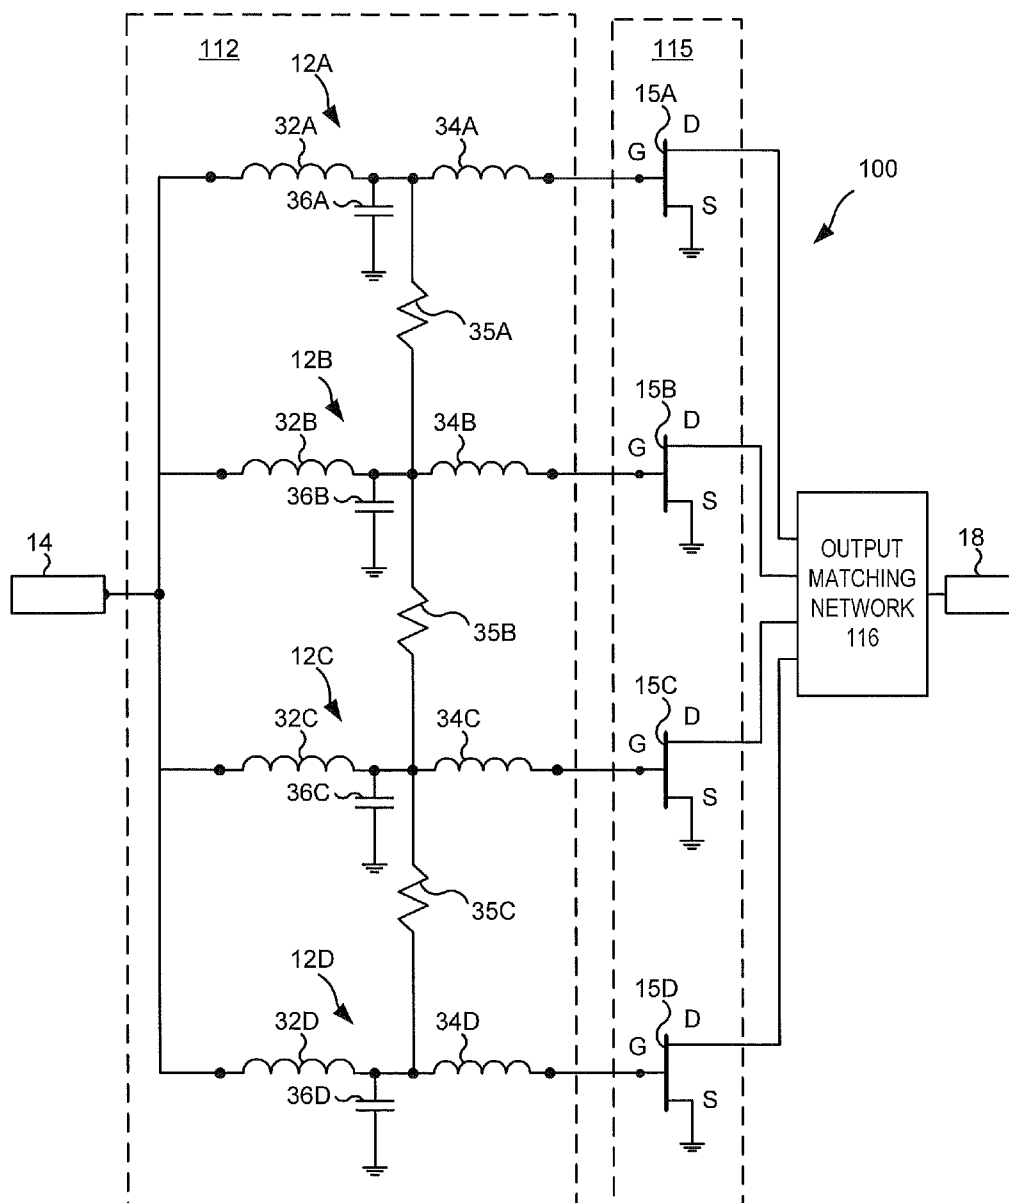 112
115
12A
15A
D
32A
34A
G
100
36A
S
35A
12B
15B
D
32B
34B
G
36B
S
14
OUTPUT
MATCHING
NETWORK
116
18
35B
12C
15C
D
32C
34C
G
36C
S
35C
12D
15D
D
32D
34D
G
36D
S